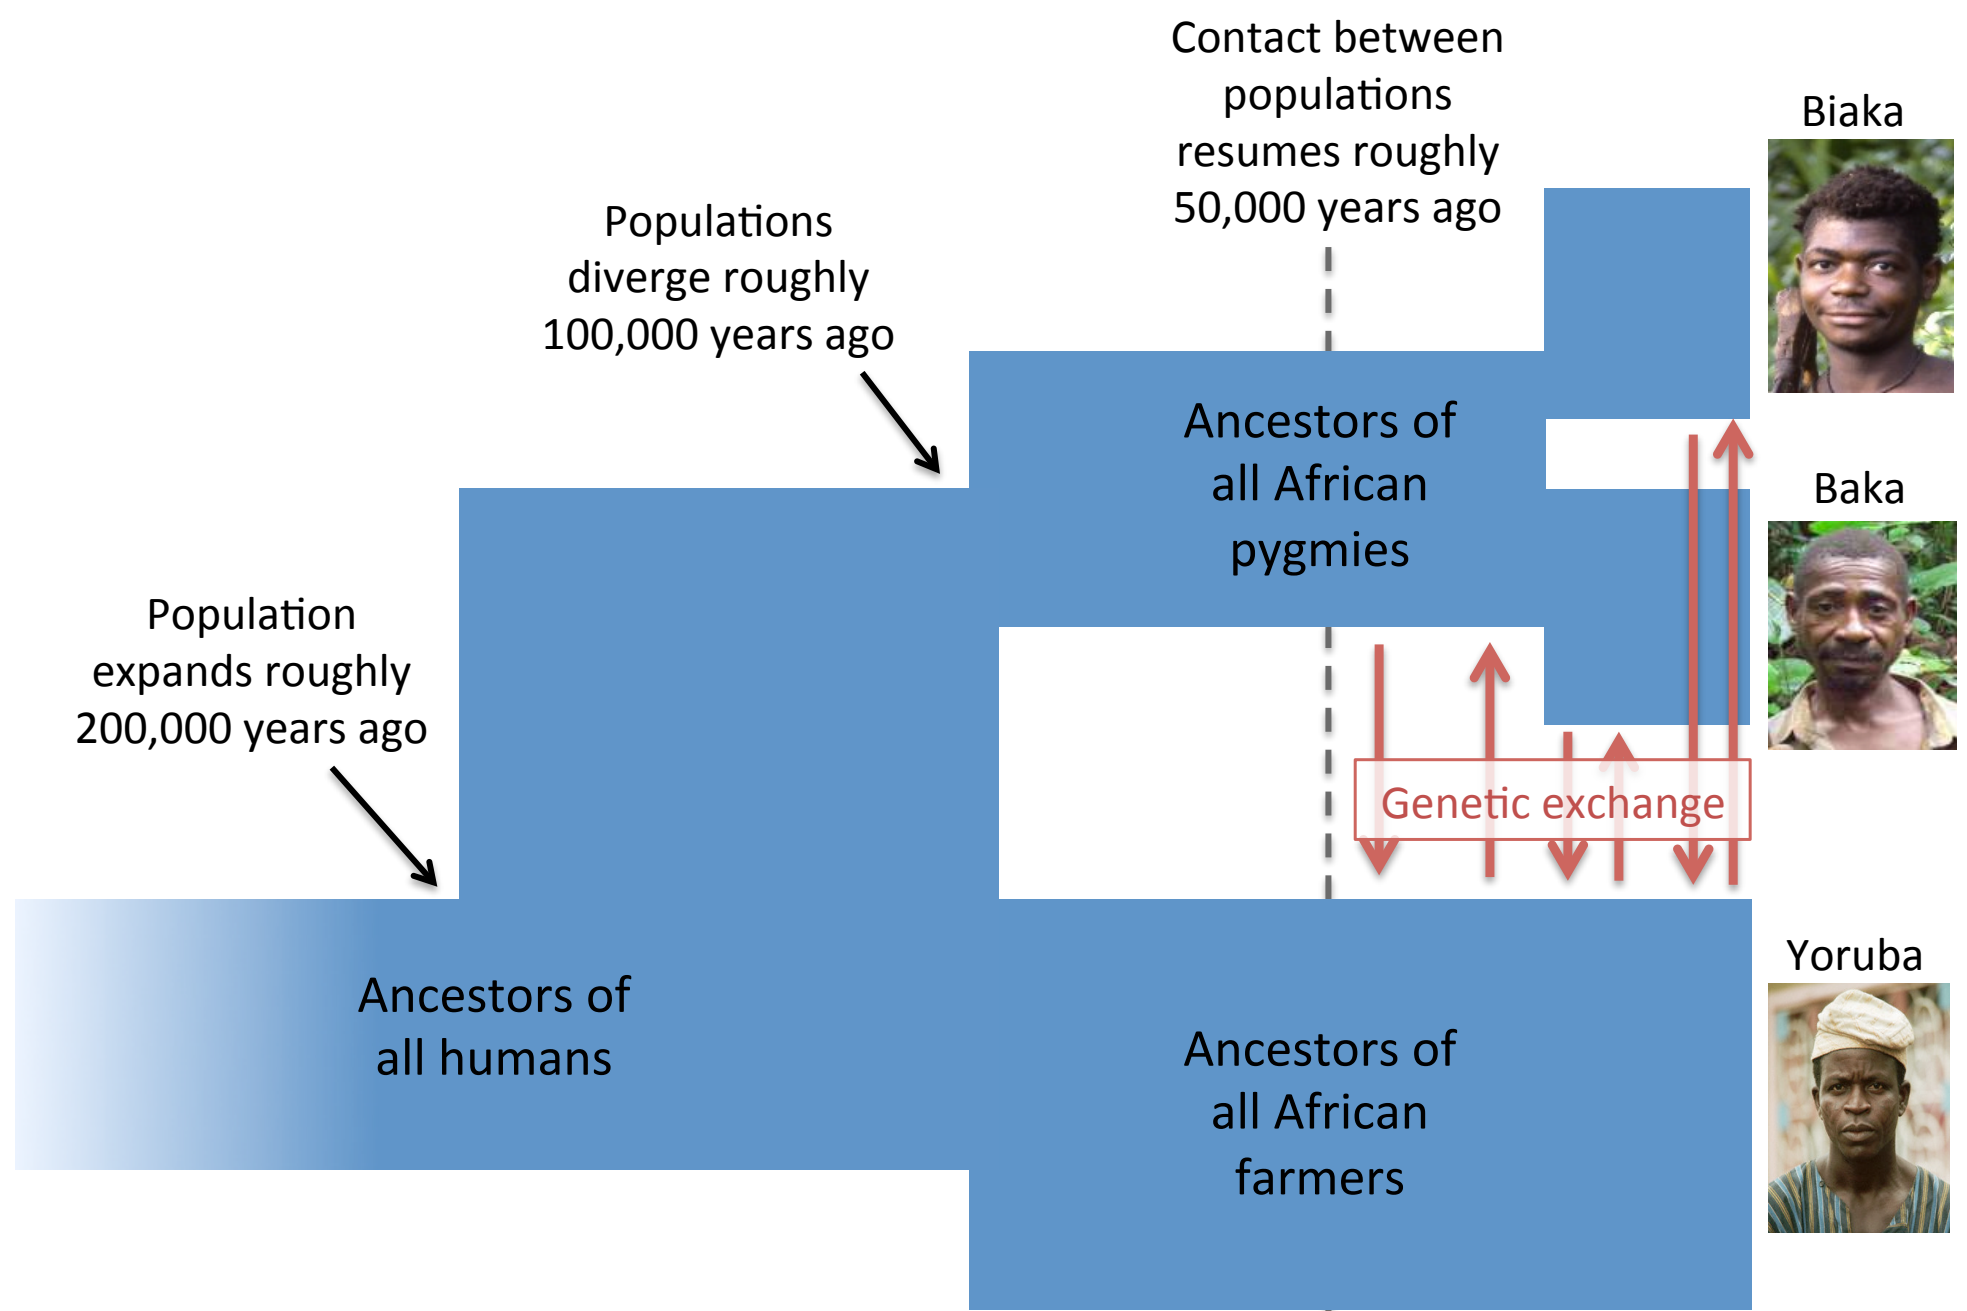 Contact between
populations
resumes roughly
50,000 years ago
Biaka
Populations
diverge roughly
100,000 years ago
Ancestors of
all African
pygmies
Baka
Population
expands roughly
200,000 years ago
Genetic exchange
Yoruba
Ancestors of
all humans
Ancestors of
all African
farmers